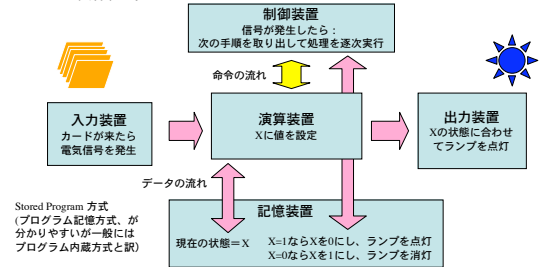 制御装置
信号が発生したら：
次の手順を取り出して処理を逐次実行
命令の流れ
入力装置
カードが来たら
電気信号を発生
演算装置
Xに値を設定
出力装置
Xの状態に合わせ
てランプを点灯
データの流れ
Stored Program 方式
(プログラム記憶方式、が
分かりやすいが一般には
プログラム内蔵方式と訳)
記憶装置
現在の状態＝X
X=1ならXを0にし、ランプを点灯
X=0ならXを1にし、ランプを消灯